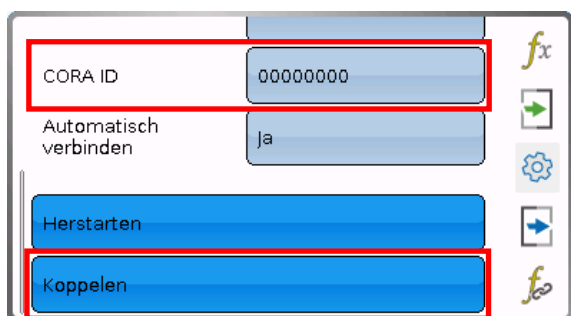 CORA ID
00000000
Automatisch
verbinden
Ja
Herstarten
Koppelen